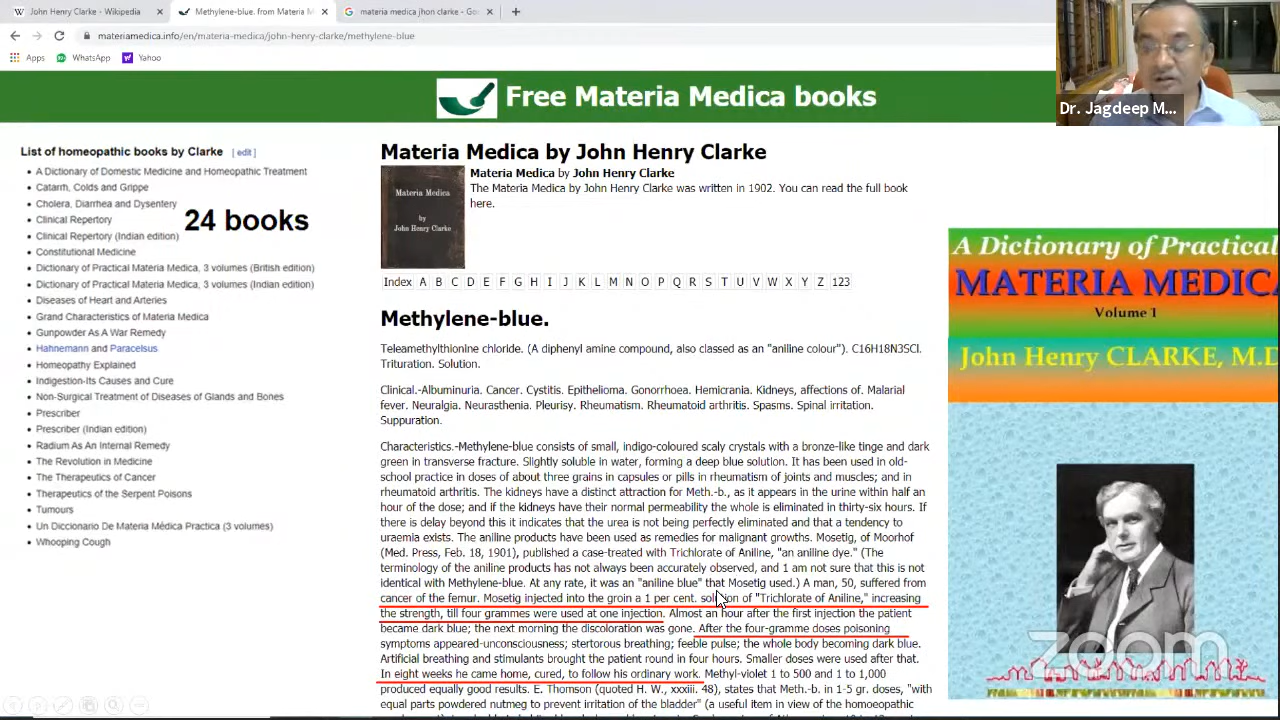 John Henry Clarke - Wikipedia
Methylene-blue. from Materia M
materia medica jhon clarke - Goo
materiamedica.info/en/materia-medica/john-henry-clarke/methylene-blue
Apps WhatsApp Yahoo
Dr. Jagdeep M...
Free Materia Medica books
List of homeopathic books by Clarke [ edit ]
A Dictionary of Domestic Medicine and Homeopathic Treatment
Catarrh, Colds and Grippe
Cholera, Diarrhea and Dysentery
Clinical Repertory
Clinical Repertory (Indian edition)
Constitutional Medicine
Dictionary of Practical Materia Medica, 3 volumes (British edition)
Dictionary of Practical Materia Medica, 3 volumes (Indian edition)
Diseases of Heart and Arteries
Grand Characteristics of Materia Medica
Gunpowder As A War Remedy
Hahnemann and Paracelsus
Homeopathy Explained
Indigestion-Its Causes and Cure
Non-Surgical Treatment of Diseases of Glands and Bones
Prescriber
Prescriber (Indian edition)
Radium As An Internal Remedy
The Revolution in Medicine
The Therapeutics of Cancer
Therapeutics of the Serpent Poisons
Tumours
Un Diccionario De Materia Médica Practica (3 volumes)
Whooping Cough
24 books
Materia Medica by John Henry Clarke
Materia Medica
by
John Henry Clarke
Materia Medica by John Henry Clarke
The Materia Medica by John Henry Clarke was written in 1902. You can read the full book
here.
Index A B C D E F G H I J K L M N O P Q R S T U V W X Y Z 123
Methylene-blue.
Teleamethylthionine chloride. (A diphenyl amine compound, also classed as an "aniline colour"). C16H18N3SCl.
Trituration. Solution.
Clinical.-Albuminuria. Cancer. Cystitis. Epithelioma. Gonorrhoea. Hemicrania. Kidneys, affections of. Malarial
fever. Neuralgia. Neurasthenia. Pleurisy. Rheumatism. Rheumatoid arthritis. Spasms. Spinal irritation.
Suppuration.
Characteristics.-Methylene-blue consists of small, indigo-coloured scaly crystals with a bronze-like tinge and dark
green in transverse fracture. Slightly soluble in water, forming a deep blue solution. It has been used in old-
school practice in doses of about three grains in capsules or pills in rheumatism of joints and muscles; and in
rheumatoid arthritis. The kidneys have a distinct attraction for Meth.-b., as it appears in the urine within half an
hour of the dose; and if the kidneys have their normal permeability the whole is eliminated in thirty-six hours. If
there is delay beyond this it indicates that the urea is not being perfectly eliminated and that a tendency to
uraemia exists. The aniline products have been used as remedies for malignant growths. Mosetig, of Moorhof
(Med. Press, Feb. 18, 1901), published a case-treated with Trichlorate of Aniline, "an aniline dye." (The
terminology of the aniline products has not always been accurately observed, and 1 am not sure that this is not
identical with Methylene-blue. At any rate, it was an "aniline blue" that Mosetig used.) A man, 50, suffered from
cancer of the femur. Mosetig injected into the groin a 1 per cent. solution of "Trichlorate of Aniline," increasing
the strength, till four grammes were used at one injection. Almost an hour after the first injection the patient
became dark blue; the next morning the discoloration was gone. After the four-gramme doses poisoning
symptoms appeared-unconsciousness; stertorous breathing; feeble pulse; the whole body becoming dark blue.
Artificial breathing and stimulants brought the patient round in four hours. Smaller doses were used after that.
In eight weeks he came home, cured, to follow his ordinary work. Methyl-violet 1 to 500 and 1 to 1,000
produced equally good results. E. Thomson (quoted H. W., xxxiii. 48), states that Meth.-b. in 1-5 gr. doses, "with
equal parts powdered nutmeg to prevent irritation of the bladder" (a useful item in view of the homoeopathic
A Dictionary of Practical
MATERIA MEDICA
Volume 1
John Henry CLARKE, M.D
zoom